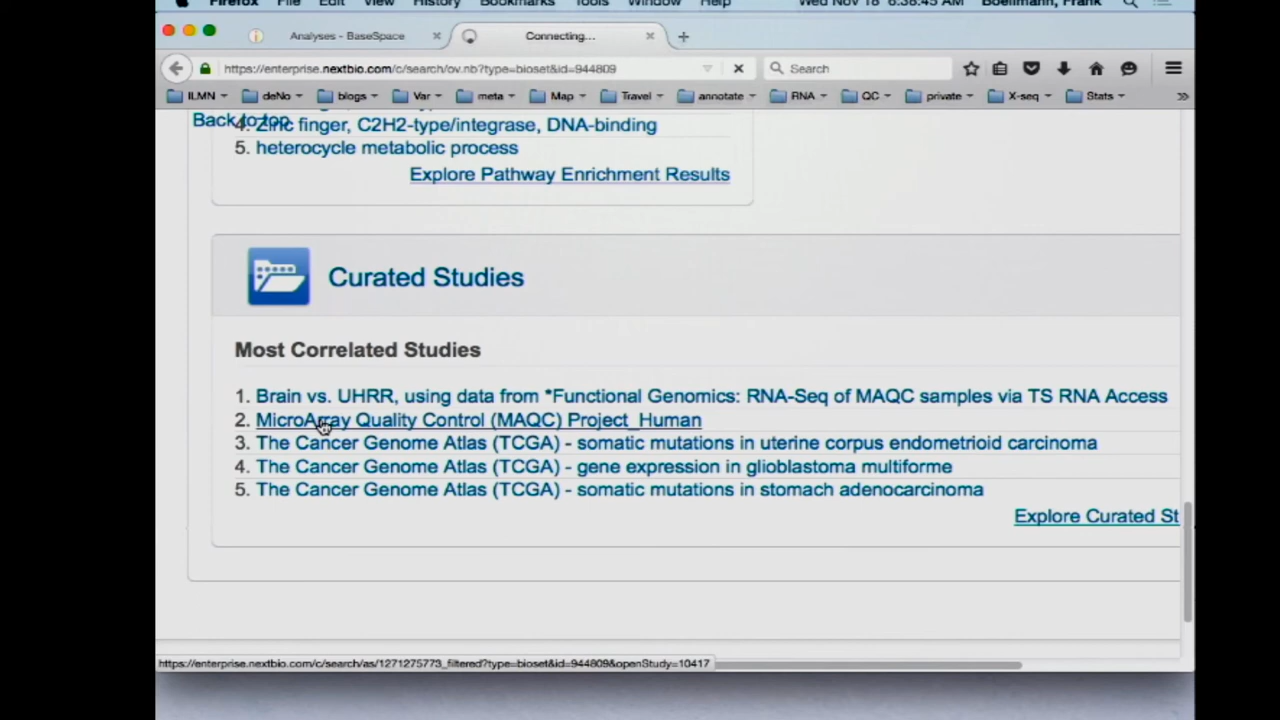 Firefox File Edit View History Bookmarks Tools Window Help Wed Nov 18 6:38:45 AM Boellmann, Frank
Analyses - BaseSpace × Connecting... × +
https://enterprise.nextbio.com/c/search/ov.nb?type=bioset&id=944809 Search
ILMN deNo blogs Var meta Map Travel annotate RNA QC private X-seq Stats »
Back to top
4. Zinc finger, C2H2-type/integrase, DNA-binding
5. heterocycle metabolic process
Explore Pathway Enrichment Results
Curated Studies
Most Correlated Studies
1. Brain vs. UHRR, using data from *Functional Genomics: RNA-Seq of MAQC samples via TS RNA Access
2. MicroArray Quality Control (MAQC) Project_Human
3. The Cancer Genome Atlas (TCGA) - somatic mutations in uterine corpus endometrioid carcinoma
4. The Cancer Genome Atlas (TCGA) - gene expression in glioblastoma multiforme
5. The Cancer Genome Atlas (TCGA) - somatic mutations in stomach adenocarcinoma
Explore Curated St
https://enterprise.nextbio.com/c/search/as/1271275773_filtered?type=bioset&id=944809&openStudy=10417